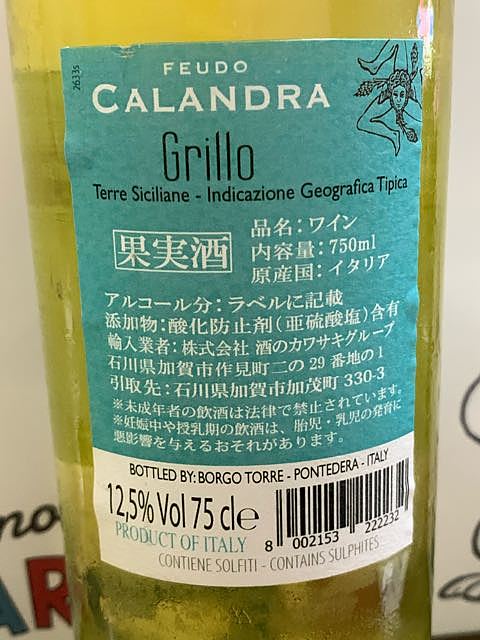 26335
FEUDO
CALANDRA
Grillo
Terre Siciliane - Indicazione Geografica Tipica
果実酒
品名：ワイン
内容量：750ml
原産国：イタリア
アルコール分：ラベルに記載
添加物：酸化防止剤（亜硫酸塩）含有
輸入業者：株式会社 酒のカワサキグループ
石川県加賀市作見町二の29 番地の1
引取先：石川県加賀市加茂町 330-3
※未成年者の飲酒は法律で禁止されています。
※妊娠中や授乳期の飲酒は、胎児・乳児の発育に
悪影響を与えるおそれがあります。
BOTTLED BY: BORGO TORRE - PONTEDERA - ITALY
12,5% Vol 75 cl e
PRODUCT OF ITALY
8 002153 222232
CONTIENE SOLFITI - CONTAINS SULPHITES